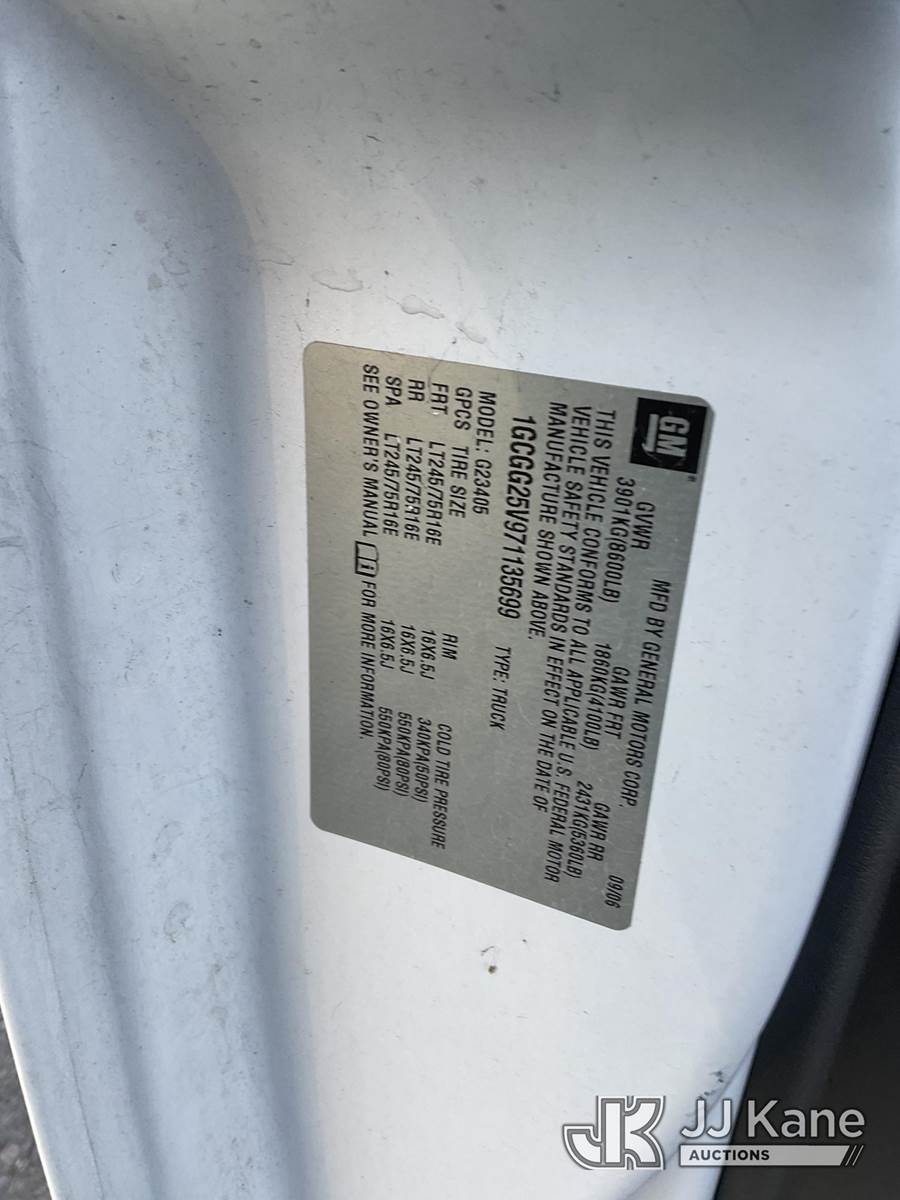 GM
MFD BY GENERAL MOTORS CORP. 09/06
GVWR GAWR FRT GAWR RR
3901KG(8600LB) 1860KG(4100LB) 2431KG(5360LB)
THIS VEHICLE CONFORMS TO ALL APPLICABLE U.S. FEDERAL MOTOR
VEHICLE SAFETY STANDARDS IN EFFECT ON THE DATE OF
MANUFACTURE SHOWN ABOVE.
1GCGG25V971135699 TYPE: TRUCK
MODEL: G23405
GPCS TIRE SIZE RIM COLD TIRE PRESSURE
FRT LT245/75R16E 16X6.5J 340KPA(50PSI)
RR LT245/75R16E 16X6.5J 550KPA(80PSI)
SPA LT245/75R16E 16X6.5J 550KPA(80PSI)
SEE OWNER'S MANUAL FOR MORE INFORMATION.
JK JJ Kane
AUCTIONS